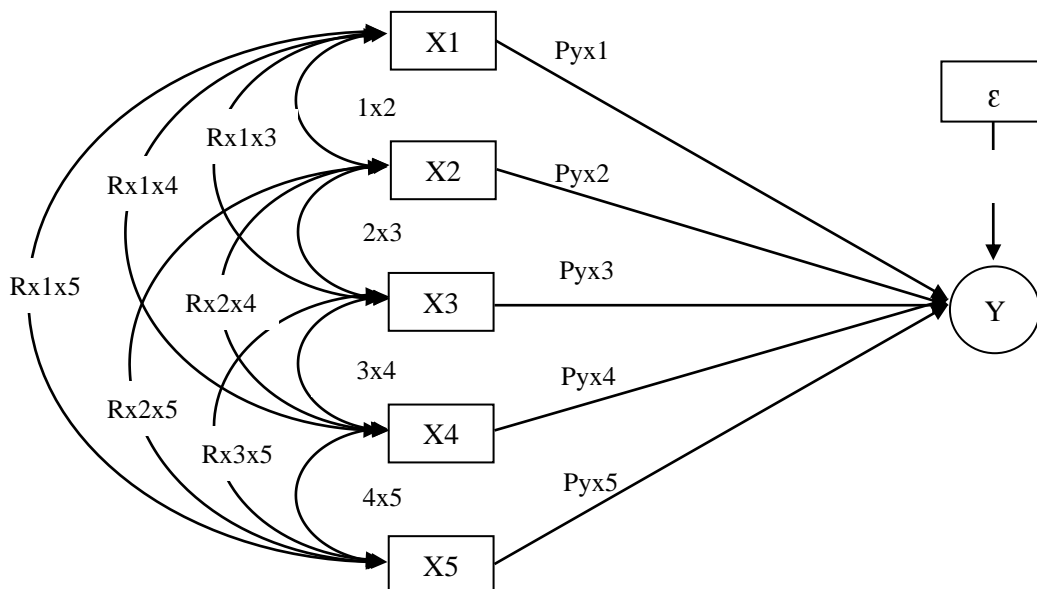 X1
Pyx1
ε
1x2
Rx1x3
X2
Pyx2
Rx1x4
2x3
Rx1x5
Rx2x4
X3
Pyx3
Y
3x4
Pyx4
Rx2x5
X4
Rx3x5
4x5
Pyx5
X5